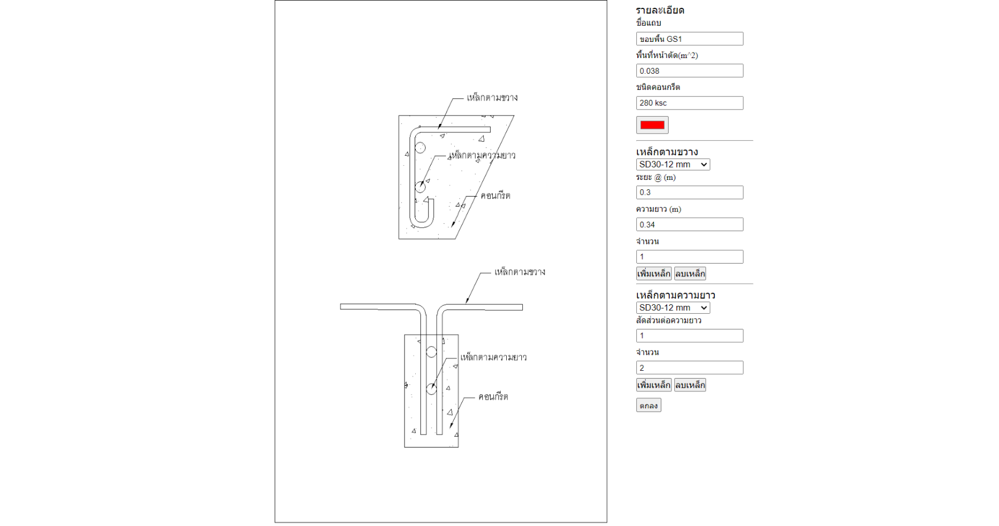 เหล็กตามขวาง
เหล็กตามความยาว
คอนกรีต
เหล็กตามขวาง
เหล็กตามความยาว
คอนกรีต
รายละเอียด
ชื่อแถบ
ขอบพื้น GS1
พื้นที่หน้าตัด(m^2)
0.038
ชนิดคอนกรีต
280 ksc
เหล็กตามขวาง
SD30-12 mm
ระยะ @ (m)
0.3
ความยาว (m)
0.34
จำนวน
1
เพิ่มเหล็ก ลบเหล็ก
เหล็กตามความยาว
SD30-12 mm
สัดส่วนต่อความยาว
1
จำนวน
2
เพิ่มเหล็ก ลบเหล็ก
ตกลง